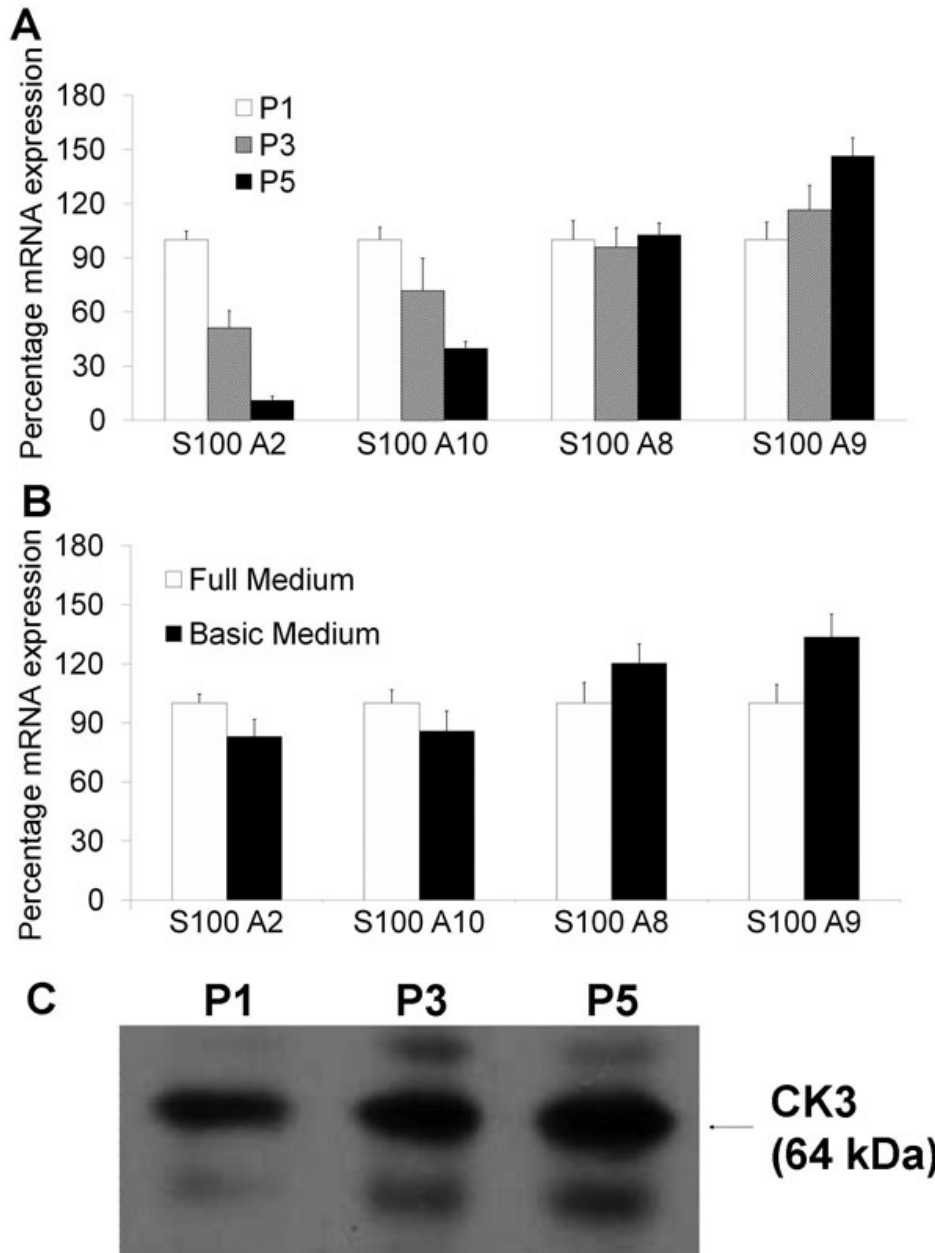 A
Percentage mRNA expression
180
150
120
90
60
30
0
P1
P3
P5
S100 A2 S100 A10 S100 A8 S100 A9
B
Percentage mRNA expression
180
150
120
90
60
30
0
Full Medium
Basic Medium
S100 A2 S100 A10 S100 A8 S100 A9
C
P1 P3 P5
CK3
(64 kDa)